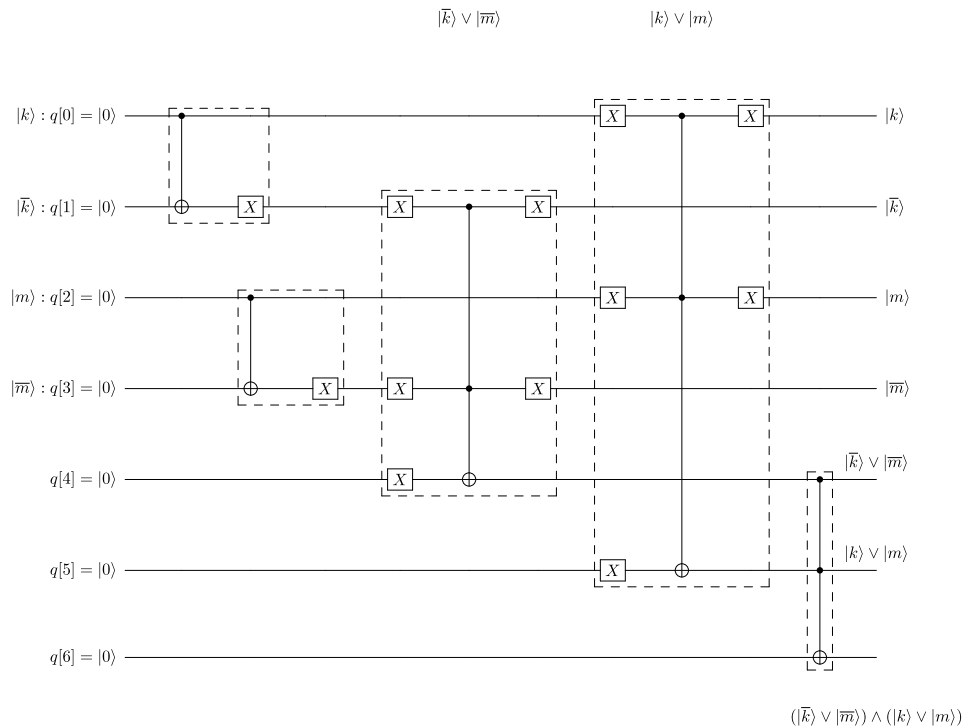 |k̅⟩ ∨ |m̅⟩ |k⟩ ∨ |m⟩
|k⟩ : q[0] = |0⟩ X X |k⟩
|k̅⟩ : q[1] = |0⟩ X X X |k̅⟩
|m⟩ : q[2] = |0⟩ X X |m⟩
|m̅⟩ : q[3] = |0⟩ X X X |m̅⟩
|k̅⟩ ∨ |m̅⟩
q[4] = |0⟩ X
|k⟩ ∨ |m⟩
q[5] = |0⟩ X
q[6] = |0⟩
(|k̅⟩ ∨ |m̅⟩) ∧ (|k⟩ ∨ |m⟩)